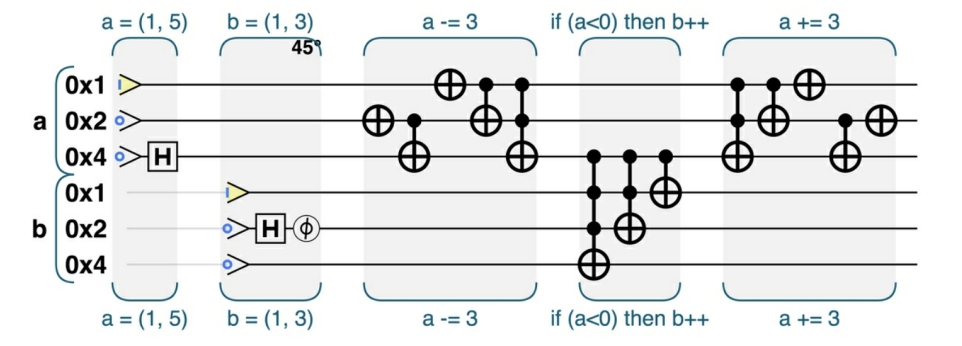 a = (1, 5) b = (1, 3) a -= 3 if (a<0) then b++ a += 3
45°
0x1
a 0x2
0x4 H
0x1
b 0x2 H ϕ
0x4
a = (1, 5) b = (1, 3) a -= 3 if (a<0) then b++ a += 3